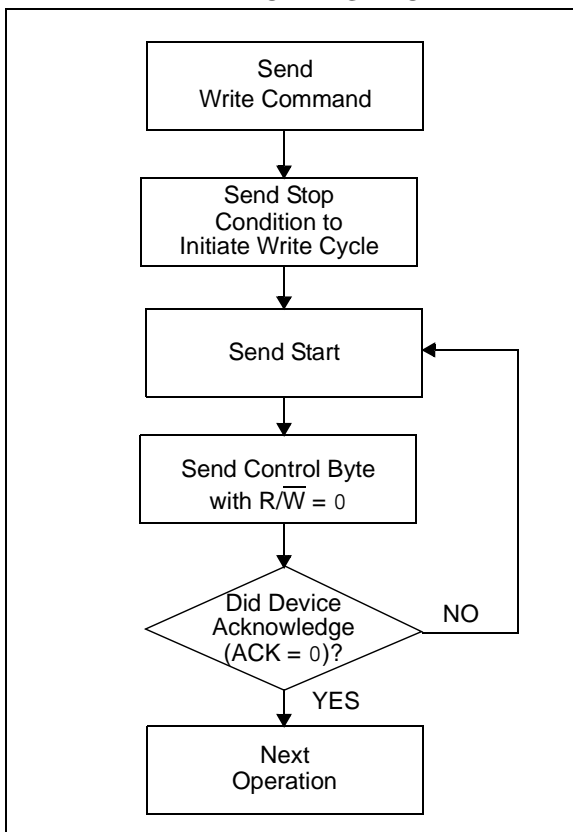 Send
Write Command
Send Stop
Condition to
Initiate Write Cycle
Send Start
Send Control Byte
with R/W̅ = 0
Did Device
Acknowledge
(ACK = 0)?
NO
YES
Next
Operation